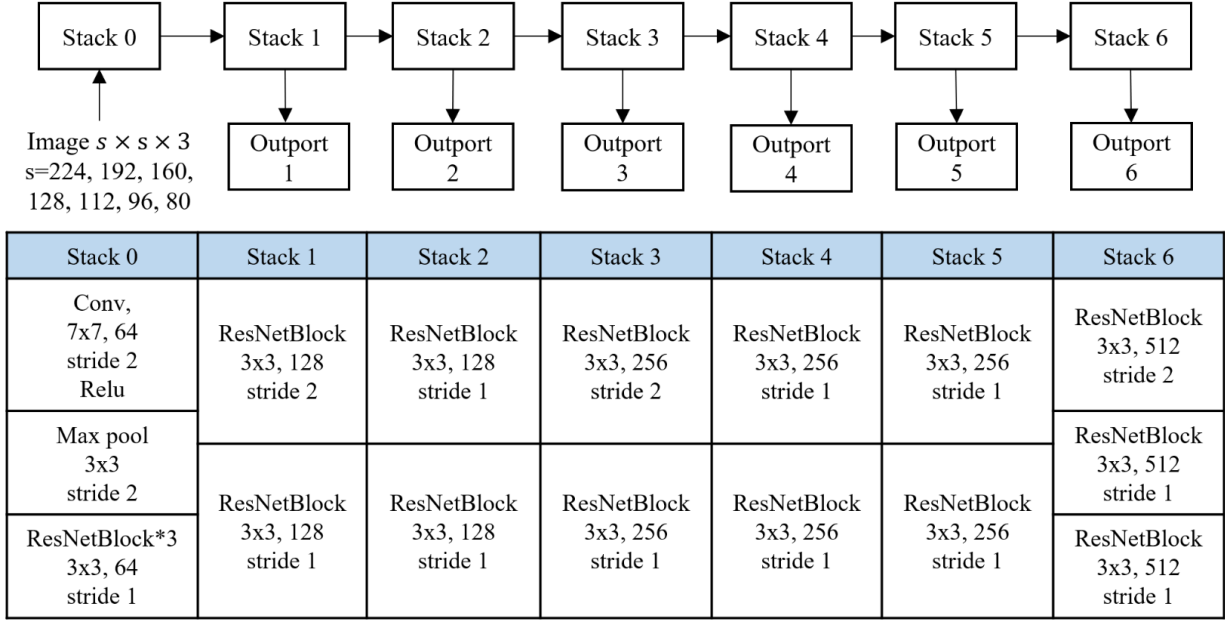 Stack 0
Stack 1
Stack 2
Stack 3
Stack 4
Stack 5
Stack 6
Image s × s × 3
s=224, 192, 160,
128, 112, 96, 80
Outport
1
Outport
2
Outport
3
Outport
4
Outport
5
Outport
6
Stack 0
Stack 1
Stack 2
Stack 3
Stack 4
Stack 5
Stack 6
Conv,
7x7, 64
stride 2
Relu
Max pool
3x3
stride 2
ResNetBlock*3
3x3, 64
stride 1
ResNetBlock
3x3, 128
stride 2
ResNetBlock
3x3, 128
stride 1
ResNetBlock
3x3, 128
stride 1
ResNetBlock
3x3, 128
stride 1
ResNetBlock
3x3, 256
stride 2
ResNetBlock
3x3, 256
stride 1
ResNetBlock
3x3, 256
stride 1
ResNetBlock
3x3, 256
stride 1
ResNetBlock
3x3, 256
stride 1
ResNetBlock
3x3, 256
stride 1
ResNetBlock
3x3, 512
stride 2
ResNetBlock
3x3, 512
stride 1
ResNetBlock
3x3, 512
stride 1